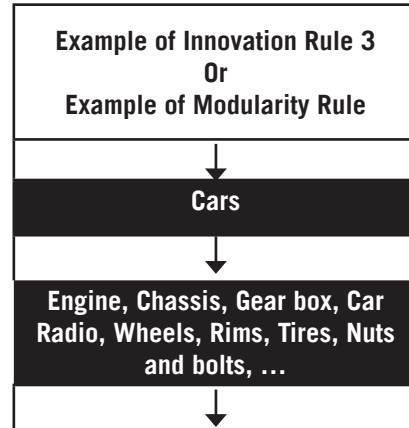 Example of Innovation Rule 3
Or
Example of Modularity Rule
Cars
Engine, Chassis, Gear box, Car
Radio, Wheels, Rims, Tires, Nuts
and bolts, …